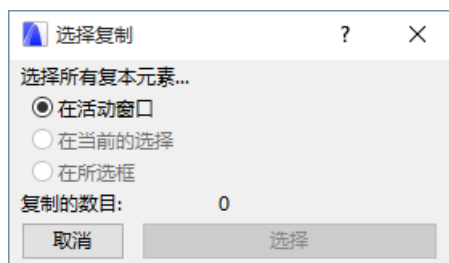 选择复制 ?
选择所有复本元素...
在活动窗口
在当前的选择
在所选框
复制的数目: 0
取消 选择